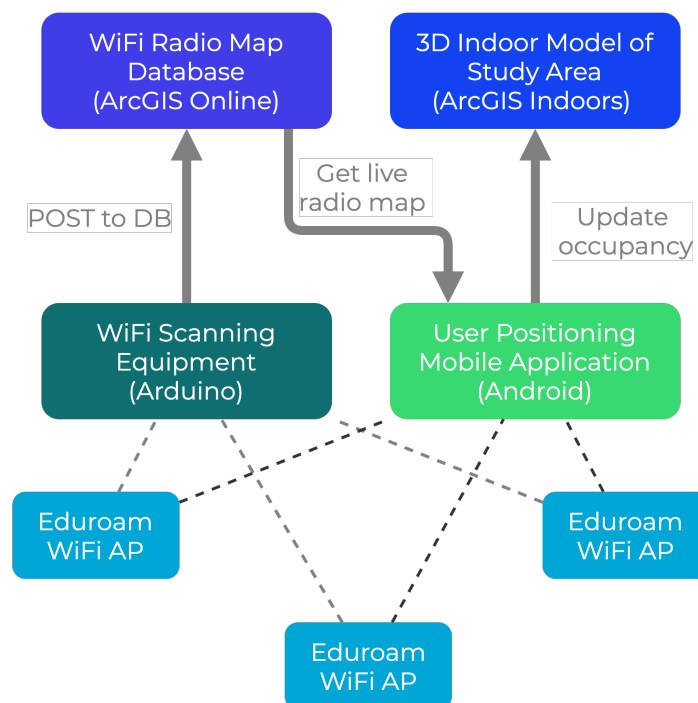 WiFi Radio Map
Database
(ArcGIS Online)
3D Indoor Model of
Study Area
(ArcGIS Indoors)
Get live
radio map
POST to DB
Update
occupancy
WiFi Scanning
Equipment
(Arduino)
User Positioning
Mobile Application
(Android)
Eduroam
WiFi AP
Eduroam
WiFi AP
Eduroam
WiFi AP